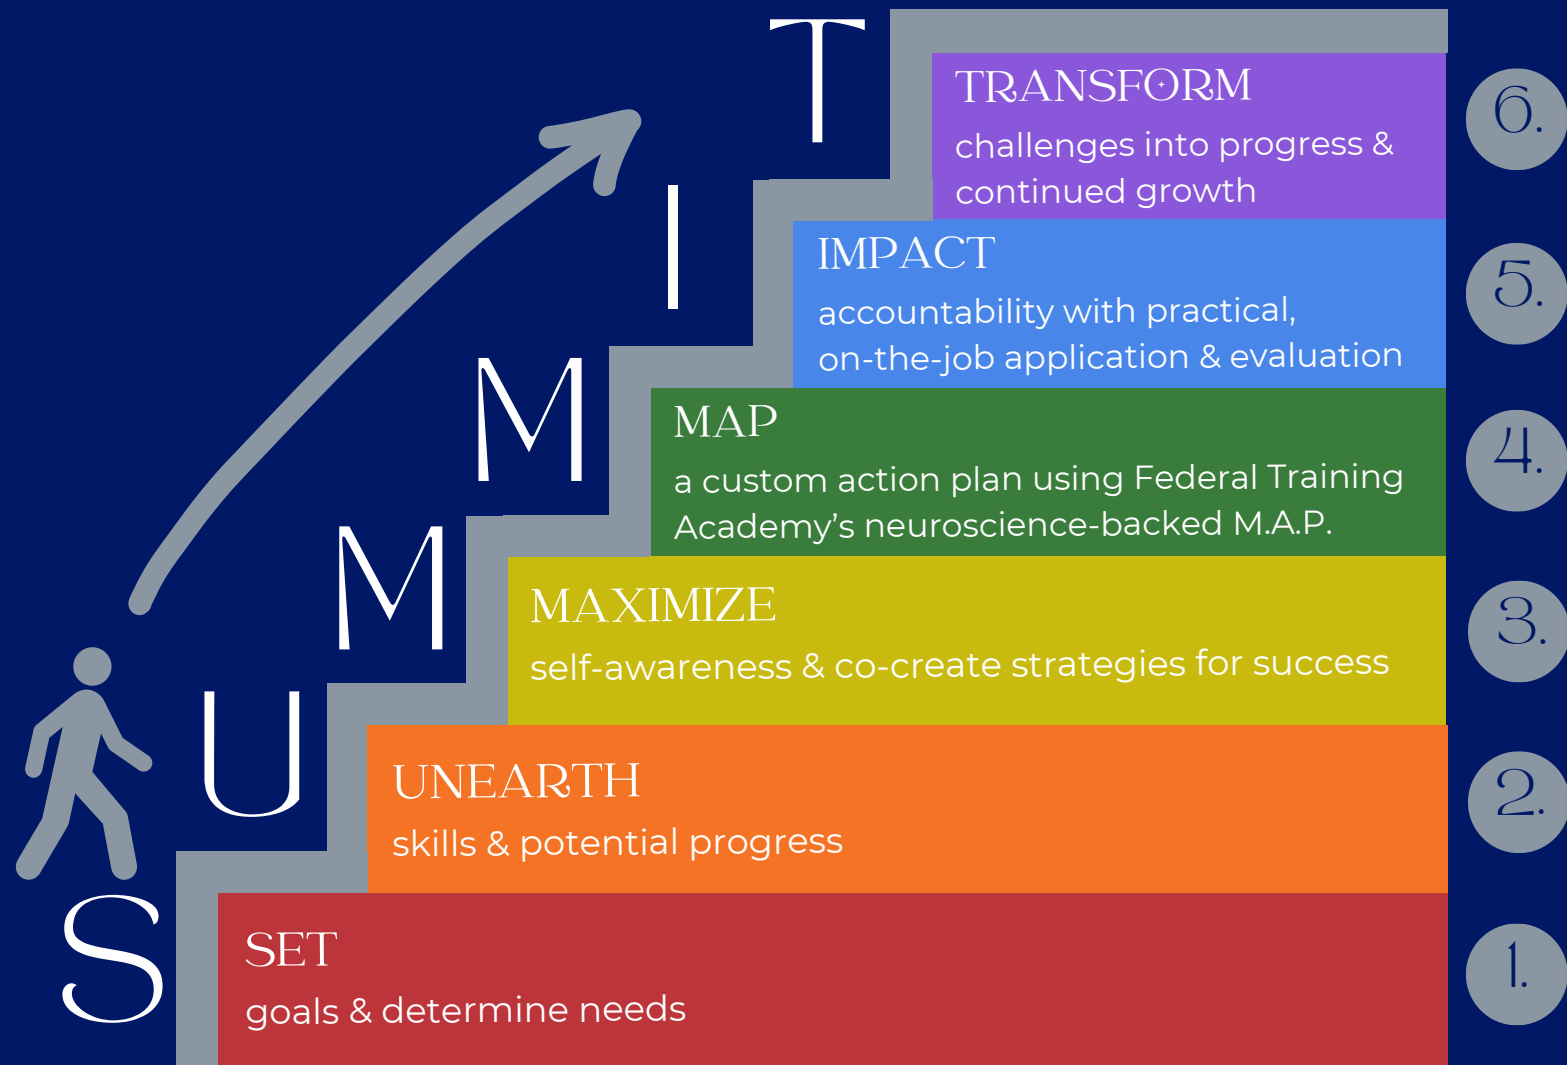 T
TRANSFORM
challenges into progress &
continued growth
6.
I
IMPACT
accountability with practical,
on-the-job application & evaluation
5.
M
MAP
a custom action plan using Federal Training
Academy's neuroscience-backed M.A.P.
4.
M
MAXIMIZE
self-awareness & co-create strategies for success
3.
U
UNEARTH
skills & potential progress
2.
S
SET
goals & determine needs
1.